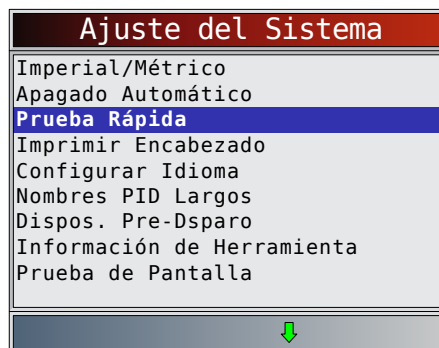 Ajuste del Sistema
Imperial/Métrico
Apagado Automático
Prueba Rápida
Imprimir Encabezado
Configurar Idioma
Nombres PID Largos
Dispos. Pre-Dsparo
Información de Herramienta
Prueba de Pantalla